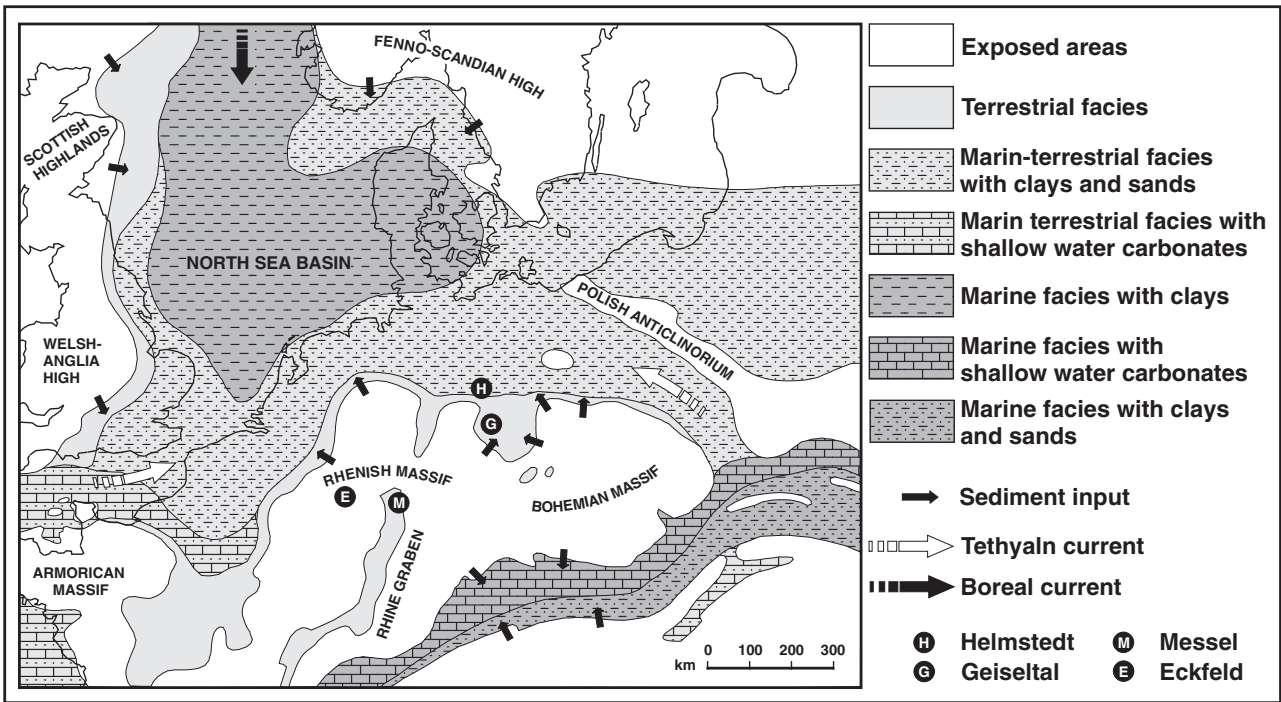 FENNO-SCANDIAN HIGH
SCOTTISH
HIGHLANDS
NORTH SEA BASIN
POLISH ANTICLINORIUM
WELSH-
ANGLIA
HIGH
H
G
RHENISH MASSIF
E
M
BOHEMIAN MASSIF
ARMORICAN
MASSIF
RHINE GRABEN
km 0 100 200 300
Exposed areas
Terrestrial facies
Marin-terrestrial facies
with clays and sands
Marin terrestrial facies with
shallow water carbonates
Marine facies with clays
Marine facies with
shallow water carbonates
Marine facies with clays
and sands
Sediment input
Tethyaln current
Boreal current
H Helmstedt M Messel
G Geiseltal E Eckfeld